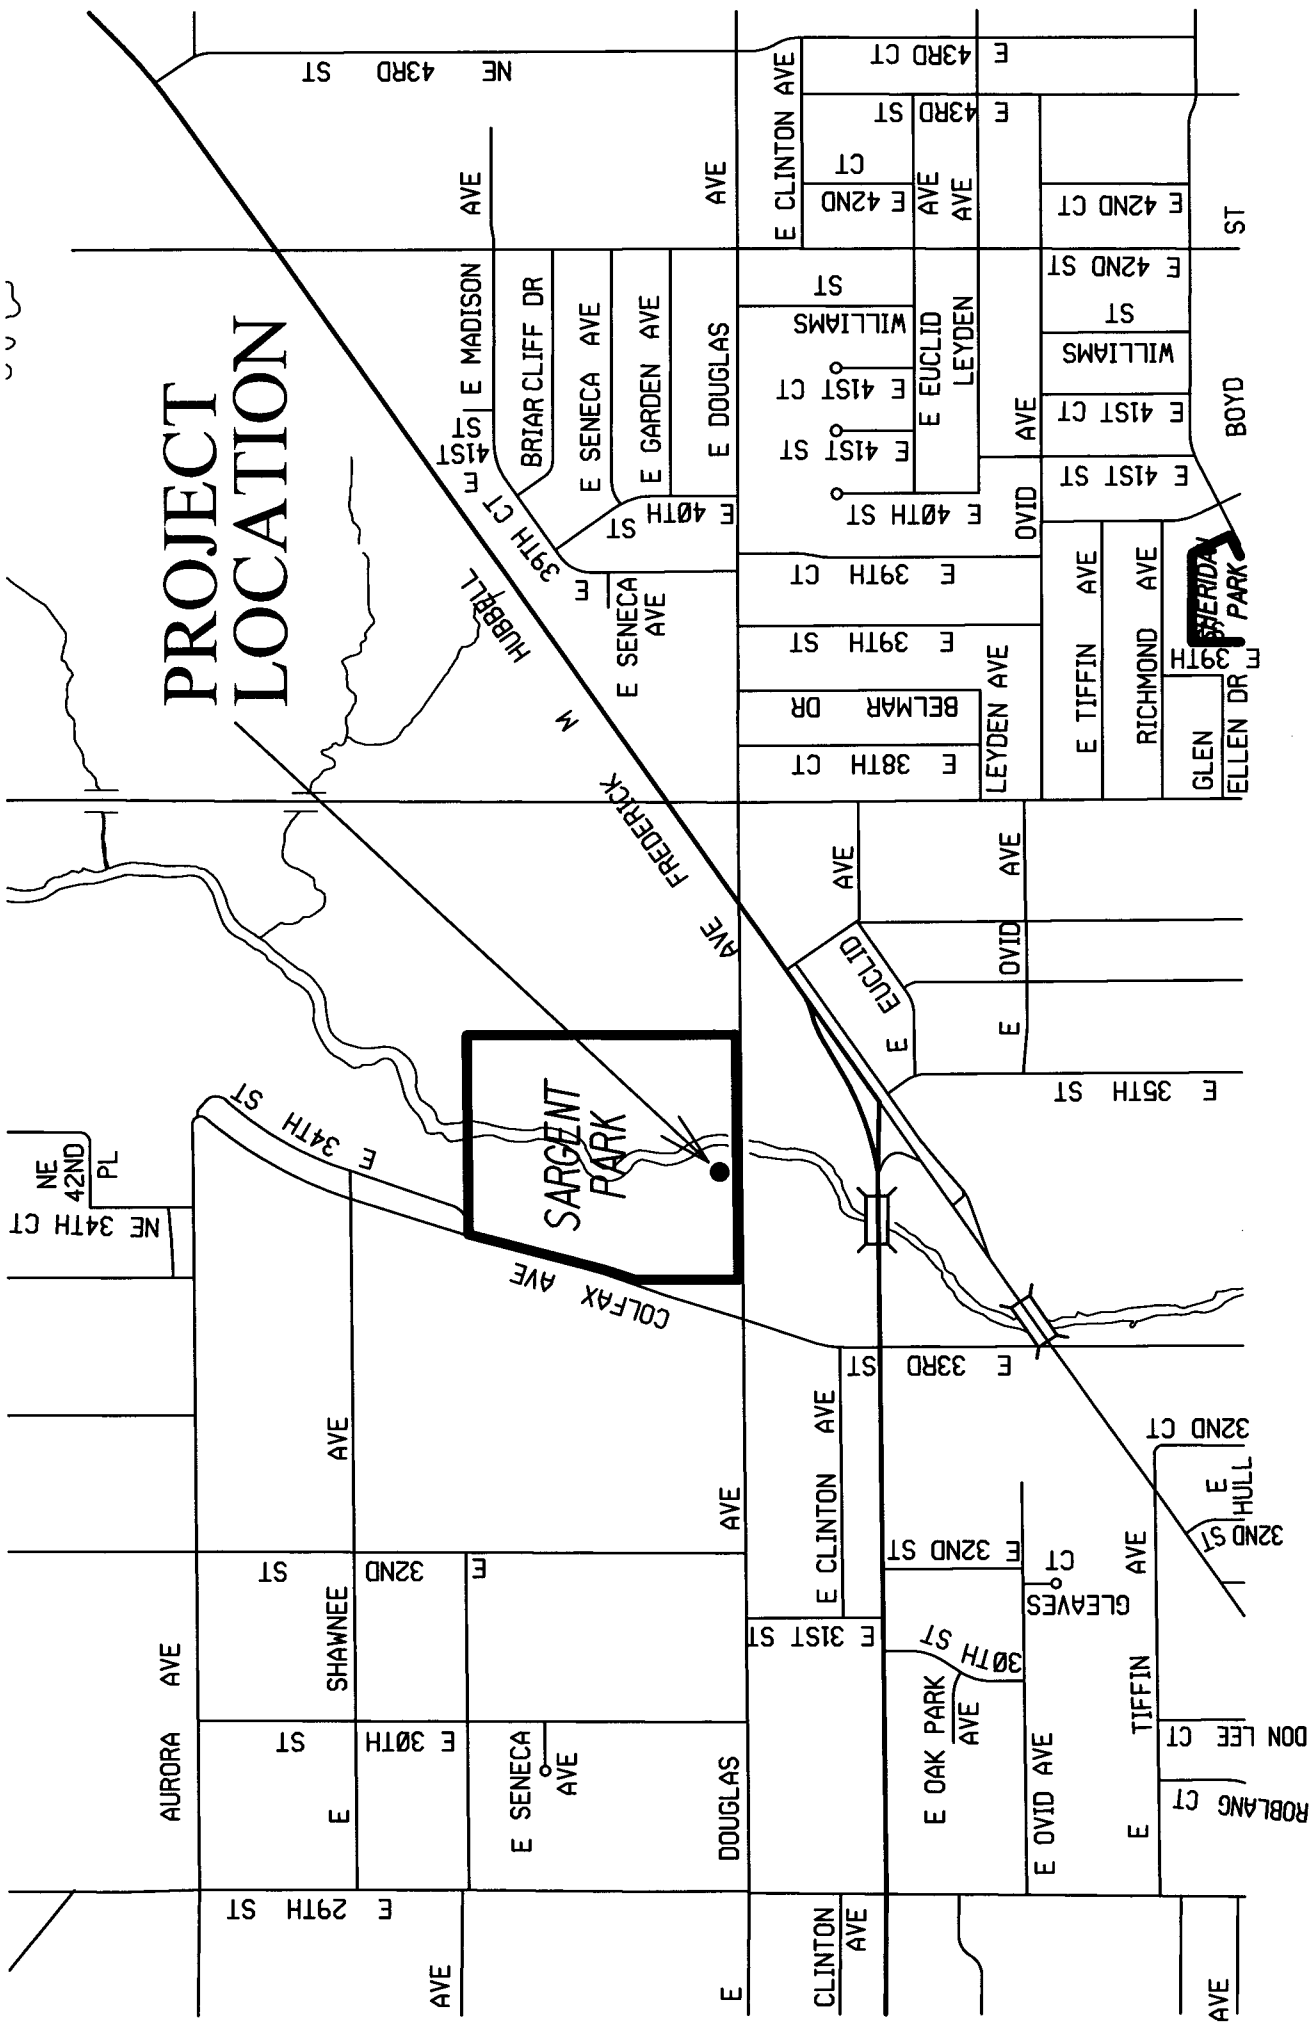 PROJECT
LOCATION
NE 43RD ST
NE
42ND
PL
NE 34TH CT
AURORA AVE
E SHAWNEE AVE
E 29TH ST
E 30TH ST
E 32ND ST
E 34TH ST
COLFAX AVE
SARGENT
PARK
FREDERICK M HUBBELL AVE
E MADISON AVE
E 41ST ST
BRIARCLIFF DR
E 39TH CT
E SENECA AVE
E GARDEN AVE
E 40TH ST
E SENECA
AVE
E DOUGLAS AVE
E SENECA
AVE
AVE
E DOUGLAS AVE
E CLINTON AVE
E CLINTON AVE
CLINTON
AVE
E 31ST ST
E 33RD ST
E 32ND ST
30TH ST
E OAK PARK
AVE
E OVID AVE
GLEAVES
CT
E TIFFIN AVE
32ND CT
E
HULL
32ND ST
DON LEE CT
ROBLANG CT
AVE
E EUCLID AVE
E OVID AVE
E 35TH ST
E 38TH CT
BELMAR DR
E 39TH ST
E 39TH CT
E 40TH ST
E 41ST ST
E 41ST CT
WILLIAMS
ST
E 42ND
CT
E 43RD ST
E 43RD CT
E EUCLID AVE
LEYDEN AVE
LEYDEN AVE
OVID AVE
E TIFFIN AVE
RICHMOND AVE
GLEN
ELLEN DR
E 39TH
SHERIDAN
PARK
E 41ST ST
E 41ST CT
WILLIAMS
ST
E 42ND ST
E 42ND CT
BOYD ST